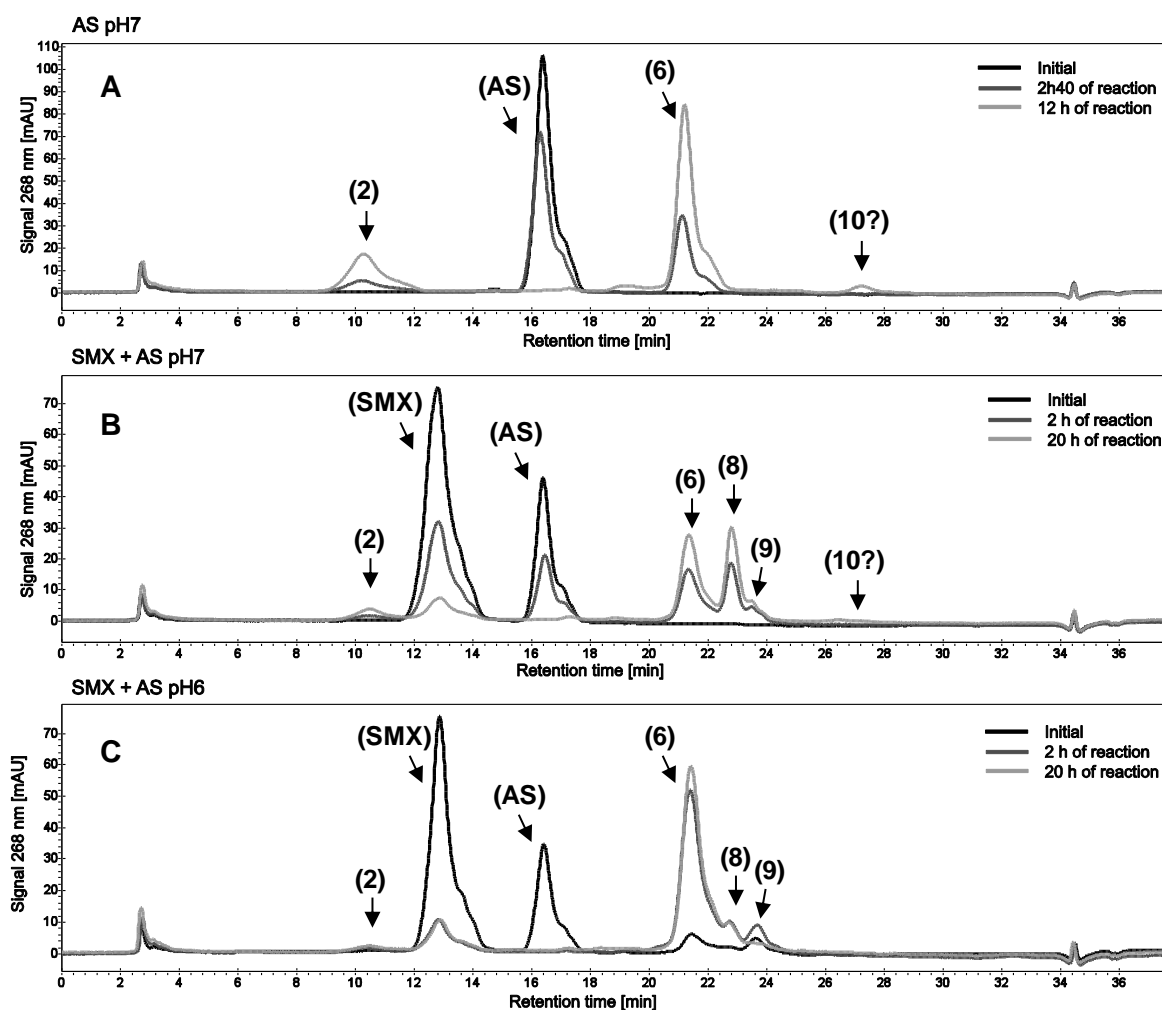 AS pH7
A
(AS)
(6)
(2)
(10?)
Initial
2h40 of reaction
12 h of reaction
Signal 268 nm [mAU]
110
100
90
80
70
60
50
40
30
20
10
0
0 2 4 6 8 10 12 14 16 18 20 22 24 26 28 30 32 34 36
Retention time [min]
SMX + AS pH7
B
(SMX)
(AS)
(6)
(8)
(9)
(2)
(10?)
Initial
2 h of reaction
20 h of reaction
Signal 268 nm [mAU]
70
60
50
40
30
20
10
0
0 2 4 6 8 10 12 14 16 18 20 22 24 26 28 30 32 34 36
Retention time [min]
SMX + AS pH6
C
(SMX)
(AS)
(6)
(8)
(9)
(2)
Initial
2 h of reaction
20 h of reaction
Signal 268 nm [mAU]
70
60
50
40
30
20
10
0
0 2 4 6 8 10 12 14 16 18 20 22 24 26 28 30 32 34 36
Retention time [min]